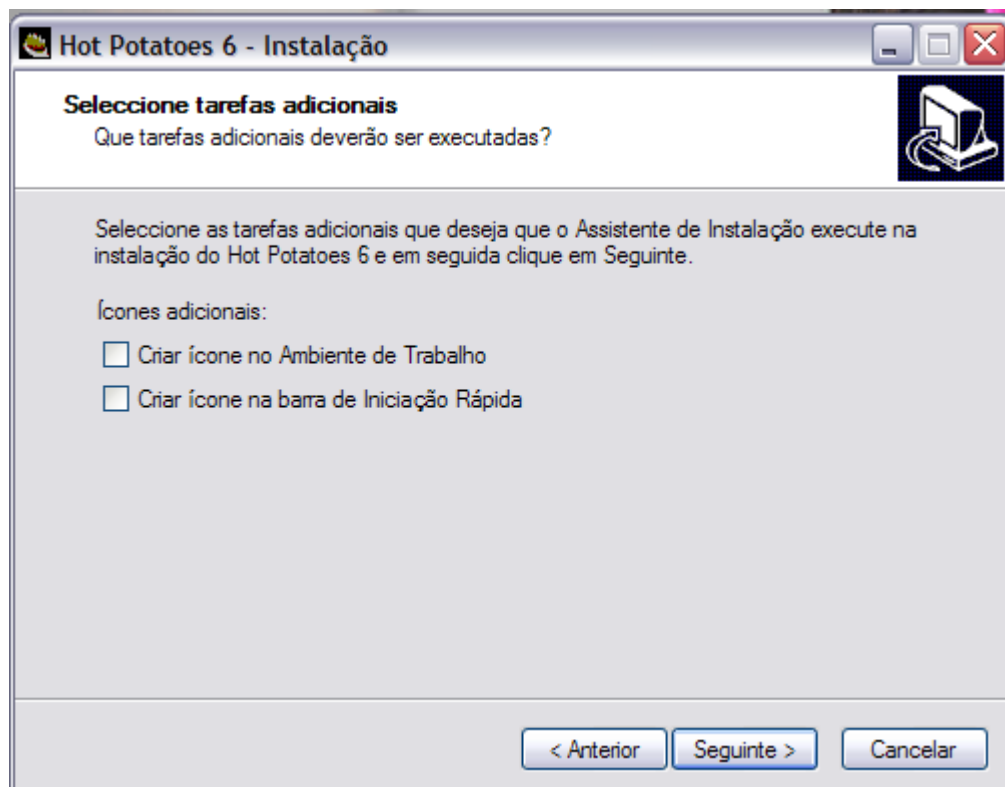 Hot Potatoes 6 - Instalação
Seleccione tarefas adicionais
Que tarefas adicionais deverão ser executadas?
Seleccione as tarefas adicionais que deseja que o Assistente de Instalação execute na
instalação do Hot Potatoes 6 e em seguida clique em Seguinte.
Ícones adicionais:
Criar ícone no Ambiente de Trabalho
Criar ícone na barra de Iniciação Rápida
< Anterior
Seguinte >
Cancelar